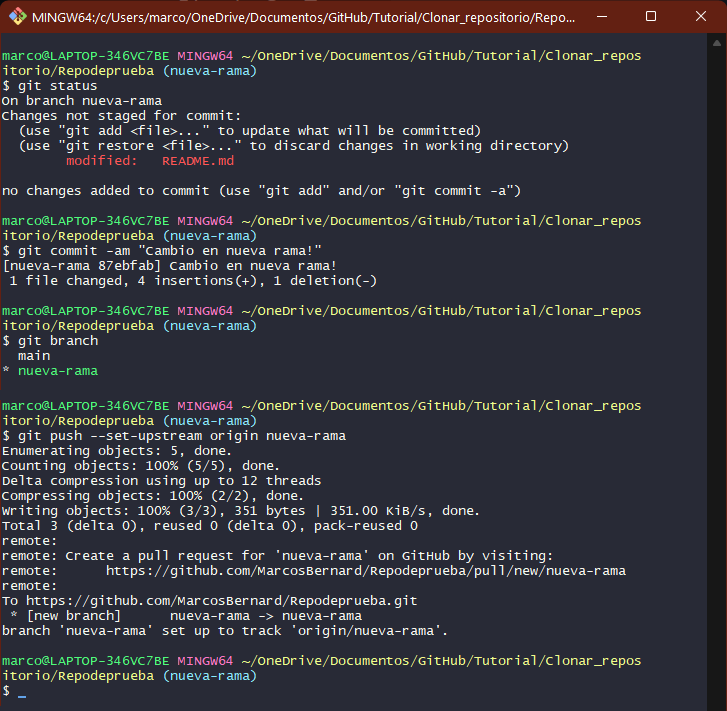 MINGW64:/c/Users/marco/OneDrive/Documentos/GitHub/Tutorial/Clonar_repositorio/Repo...
marco@LAPTOP-346VC7BE MINGW64 ~/OneDrive/Documentos/GitHub/Tutorial/Clonar_repos
itorio/Repodeprueba (nueva-rama)
$ git status
On branch nueva-rama
Changes not staged for commit:
  (use "git add <file>..." to update what will be committed)
  (use "git restore <file>..." to discard changes in working directory)
        modified:   README.md
no changes added to commit (use "git add" and/or "git commit -a")
marco@LAPTOP-346VC7BE MINGW64 ~/OneDrive/Documentos/GitHub/Tutorial/Clonar_repos
itorio/Repodeprueba (nueva-rama)
$ git commit -am "Cambio en nueva rama!"
[nueva-rama 87ebfab] Cambio en nueva rama!
 1 file changed, 4 insertions(+), 1 deletion(-)
marco@LAPTOP-346VC7BE MINGW64 ~/OneDrive/Documentos/GitHub/Tutorial/Clonar_repos
itorio/Repodeprueba (nueva-rama)
$ git branch
  main
* nueva-rama
marco@LAPTOP-346VC7BE MINGW64 ~/OneDrive/Documentos/GitHub/Tutorial/Clonar_repos
itorio/Repodeprueba (nueva-rama)
$ git push --set-upstream origin nueva-rama
Enumerating objects: 5, done.
Counting objects: 100% (5/5), done.
Delta compression using up to 12 threads
Compressing objects: 100% (2/2), done.
Writing objects: 100% (3/3), 351 bytes | 351.00 KiB/s, done.
Total 3 (delta 0), reused 0 (delta 0), pack-reused 0
remote:
remote: Create a pull request for 'nueva-rama' on GitHub by visiting:
remote:      https://github.com/MarcosBernard/Repodeprueba/pull/new/nueva-rama
remote:
To https://github.com/MarcosBernard/Repodeprueba.git
 * [new branch]      nueva-rama -> nueva-rama
branch 'nueva-rama' set up to track 'origin/nueva-rama'.
marco@LAPTOP-346VC7BE MINGW64 ~/OneDrive/Documentos/GitHub/Tutorial/Clonar_repos
itorio/Repodeprueba (nueva-rama)
$ _